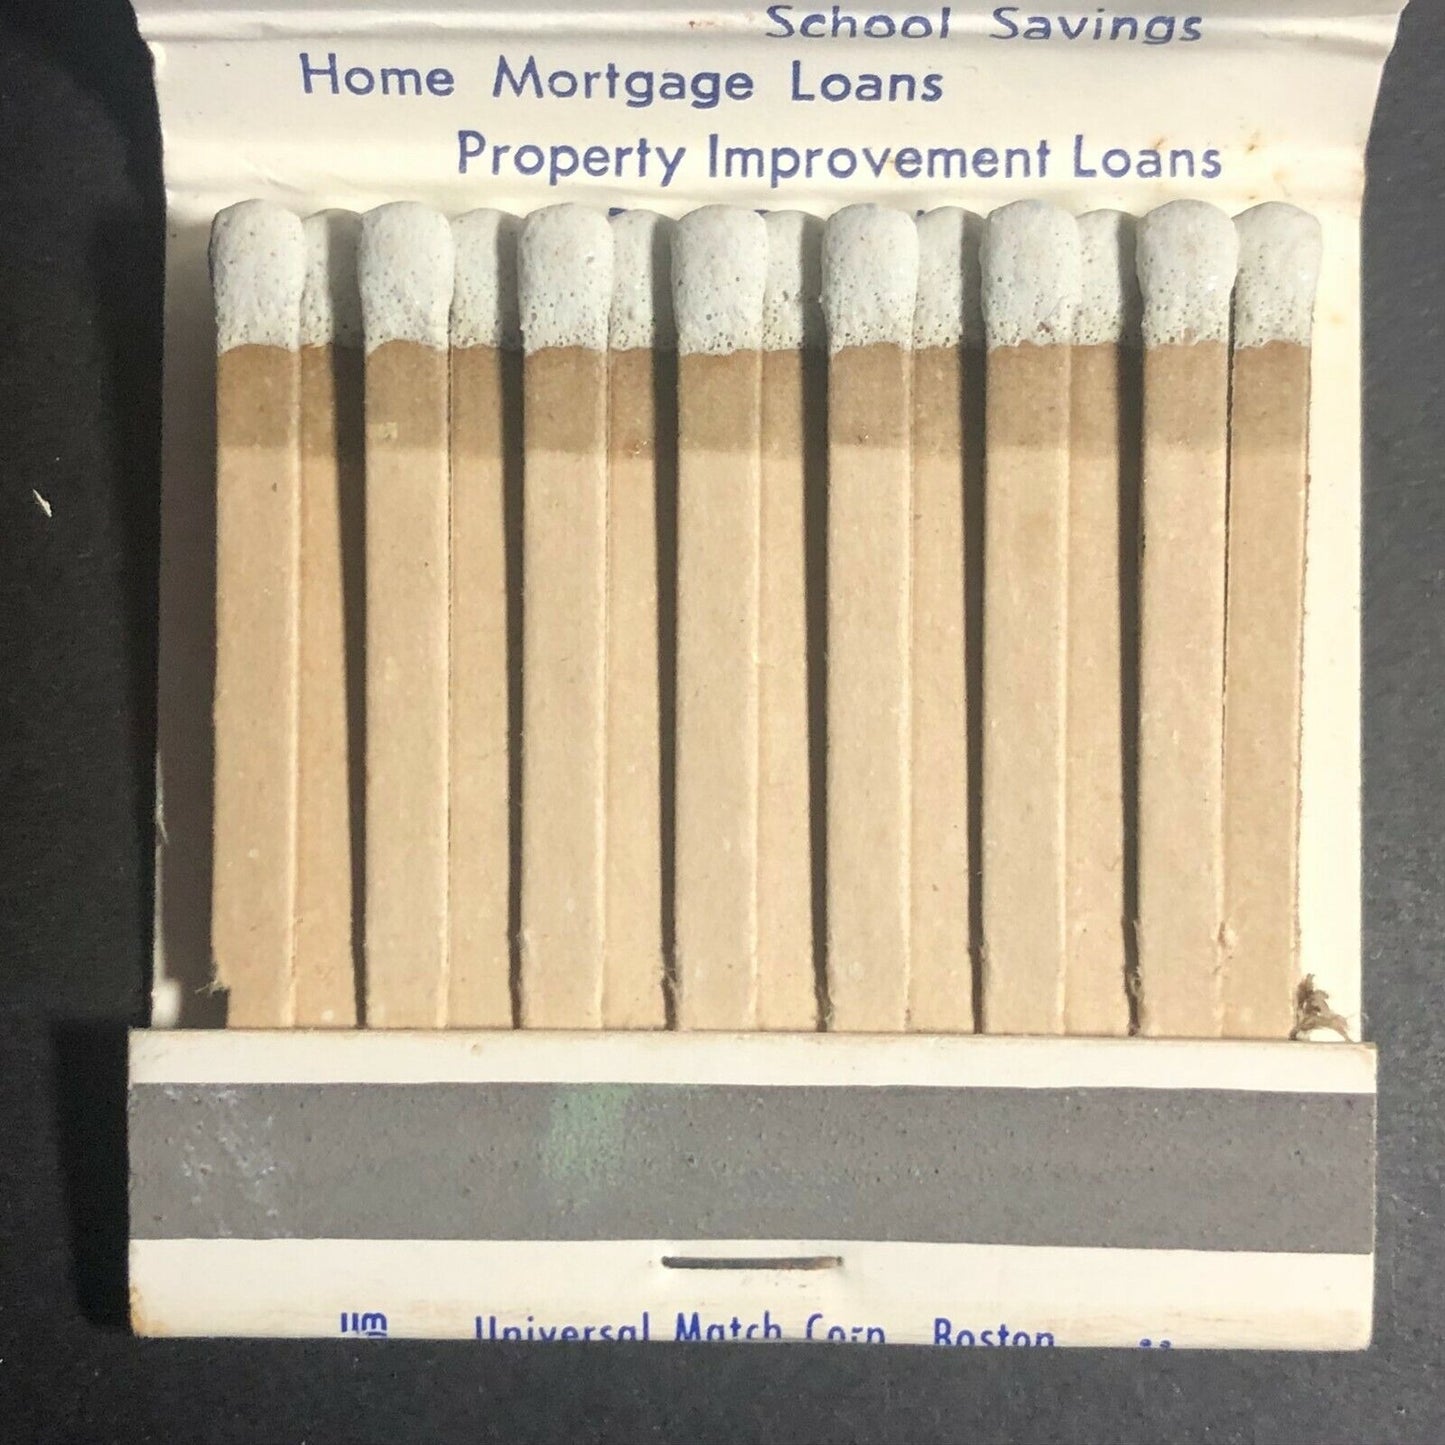 School Savings
Home Mortgage Loans
Property Improvement Loans
Universal Match Corp Boston